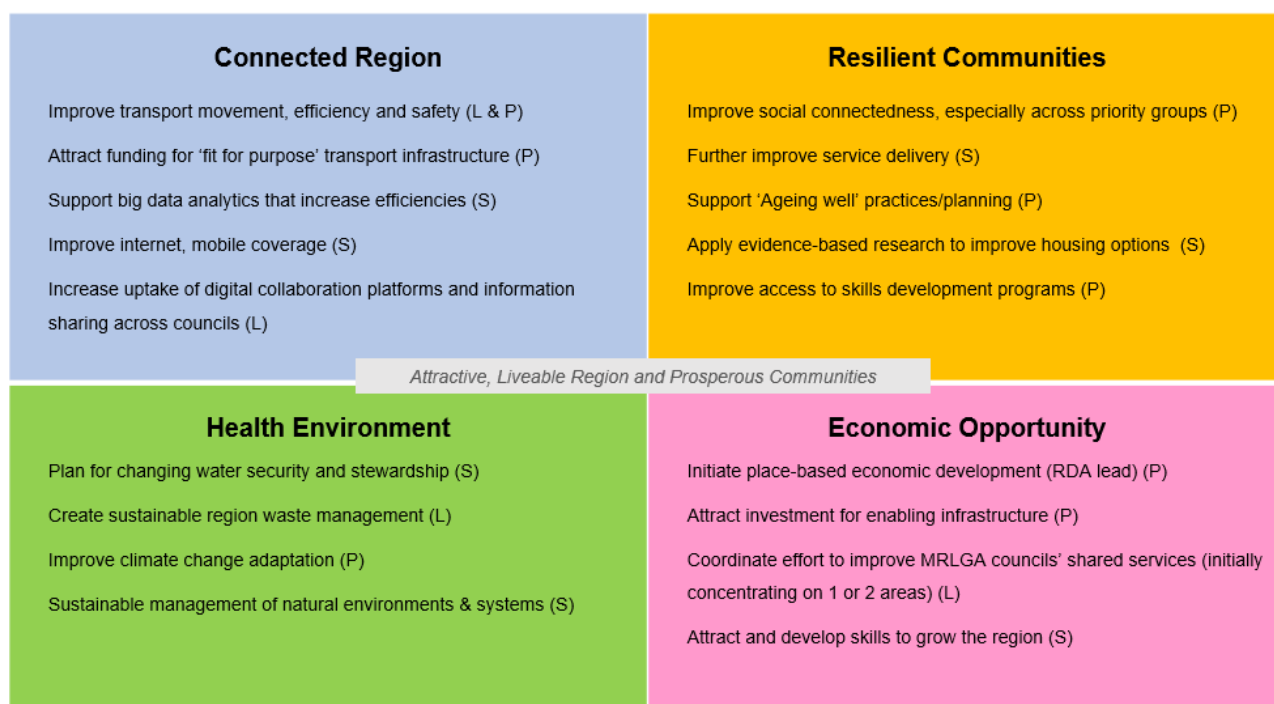 Connected Region
Improve transport movement, efficiency and safety (L & P)
Attract funding for ‘fit for purpose’ transport infrastructure (P)
Support big data analytics that increase efficiencies (S)
Improve internet, mobile coverage (S)
Increase uptake of digital collaboration platforms and information
sharing across councils (L)
Resilient Communities
Improve social connectedness, especially across priority groups (P)
Further improve service delivery (S)
Support ‘Ageing well’ practices/planning (P)
Apply evidence-based research to improve housing options  (S)
Improve access to skills development programs (P)
Attractive, Liveable Region and Prosperous Communities
Health Environment
Plan for changing water security and stewardship (S)
Create sustainable region waste management (L)
Improve climate change adaptation (P)
Sustainable management of natural environments & systems (S)
Economic Opportunity
Initiate place-based economic development (RDA lead) (P)
Attract investment for enabling infrastructure (P)
Coordinate effort to improve MRLGA councils’ shared services (initially
concentrating on 1 or 2 areas) (L)
Attract and develop skills to grow the region (S)